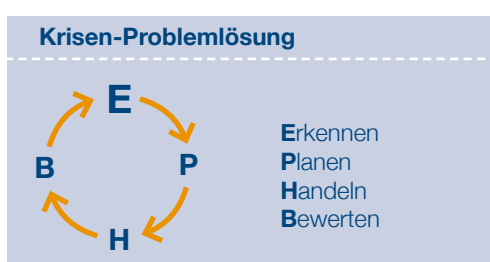 Krisen-Problemlösung
E
B
P
H
Erkennen
Planen
Handeln
Bewerten